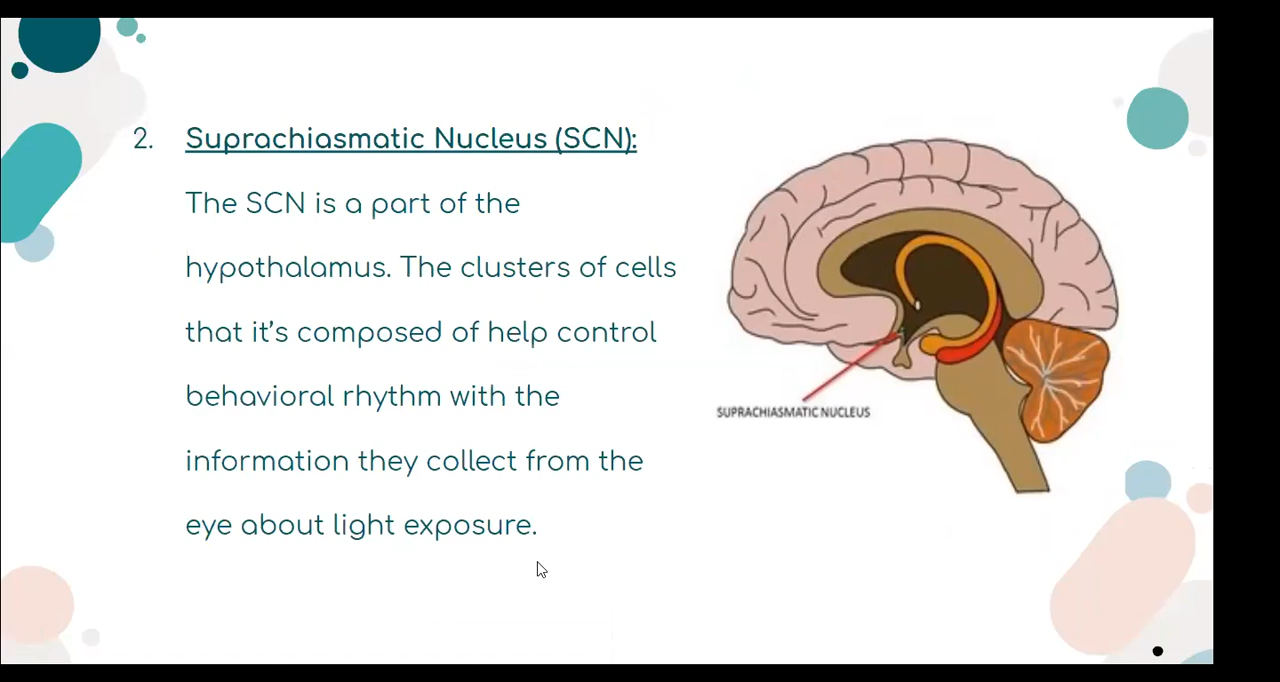 2. Suprachiasmatic Nucleus (SCN):
The SCN is a part of the
hypothalamus. The clusters of cells
that it's composed of help control
behavioral rhythm with the
information they collect from the
eye about light exposure.
SUPRACHIASMATIC NUCLEUS